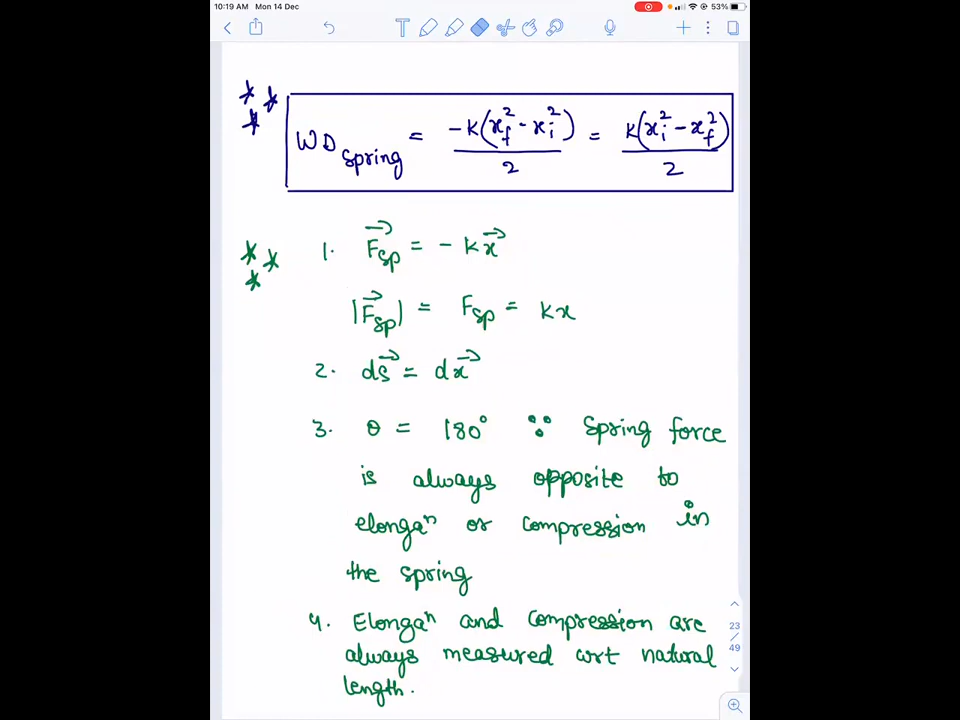 10:19 AM Mon 14 Dec 53%
WD spring = -K(x_f² - x_i²)/2 = K(x_i² - x_f²)/2
1. F⃗sp = - Kx⃗
|F⃗sp| = Fsp = Kx
2. ds⃗ = dx⃗
3. θ = 180° ∵ Spring force
is always opposite to
elongaⁿ or compression in
the spring
4. Elongaⁿ and compression are
always measured wrt natural
length.
23
/
49